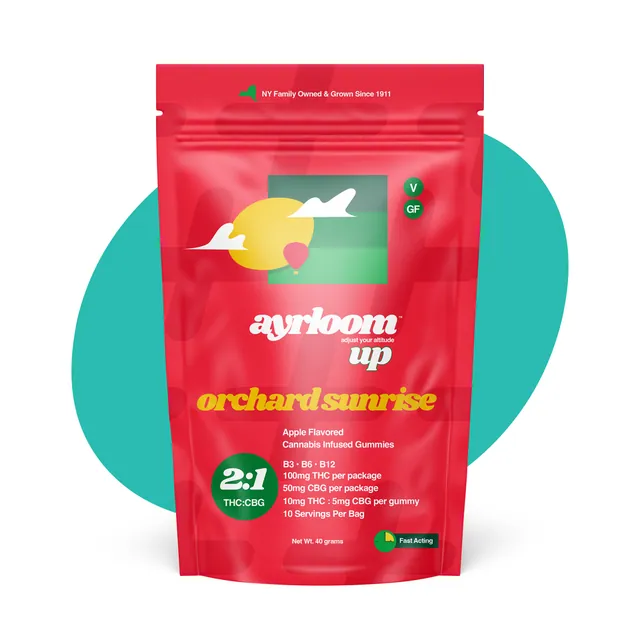 NY Family Owned & Grown Since 1911
V
GF
ayrloom™
adjust your altitude
up
orchard sunrise
Apple Flavored
Cannabis Infused Gummies
2:1
THC:CBG
B3 • B6 • B12
100mg THC per package
50mg CBG per package
10mg THC : 5mg CBG per gummy
10 Servings Per Bag
Net Wt. 40 grams
Fast Acting